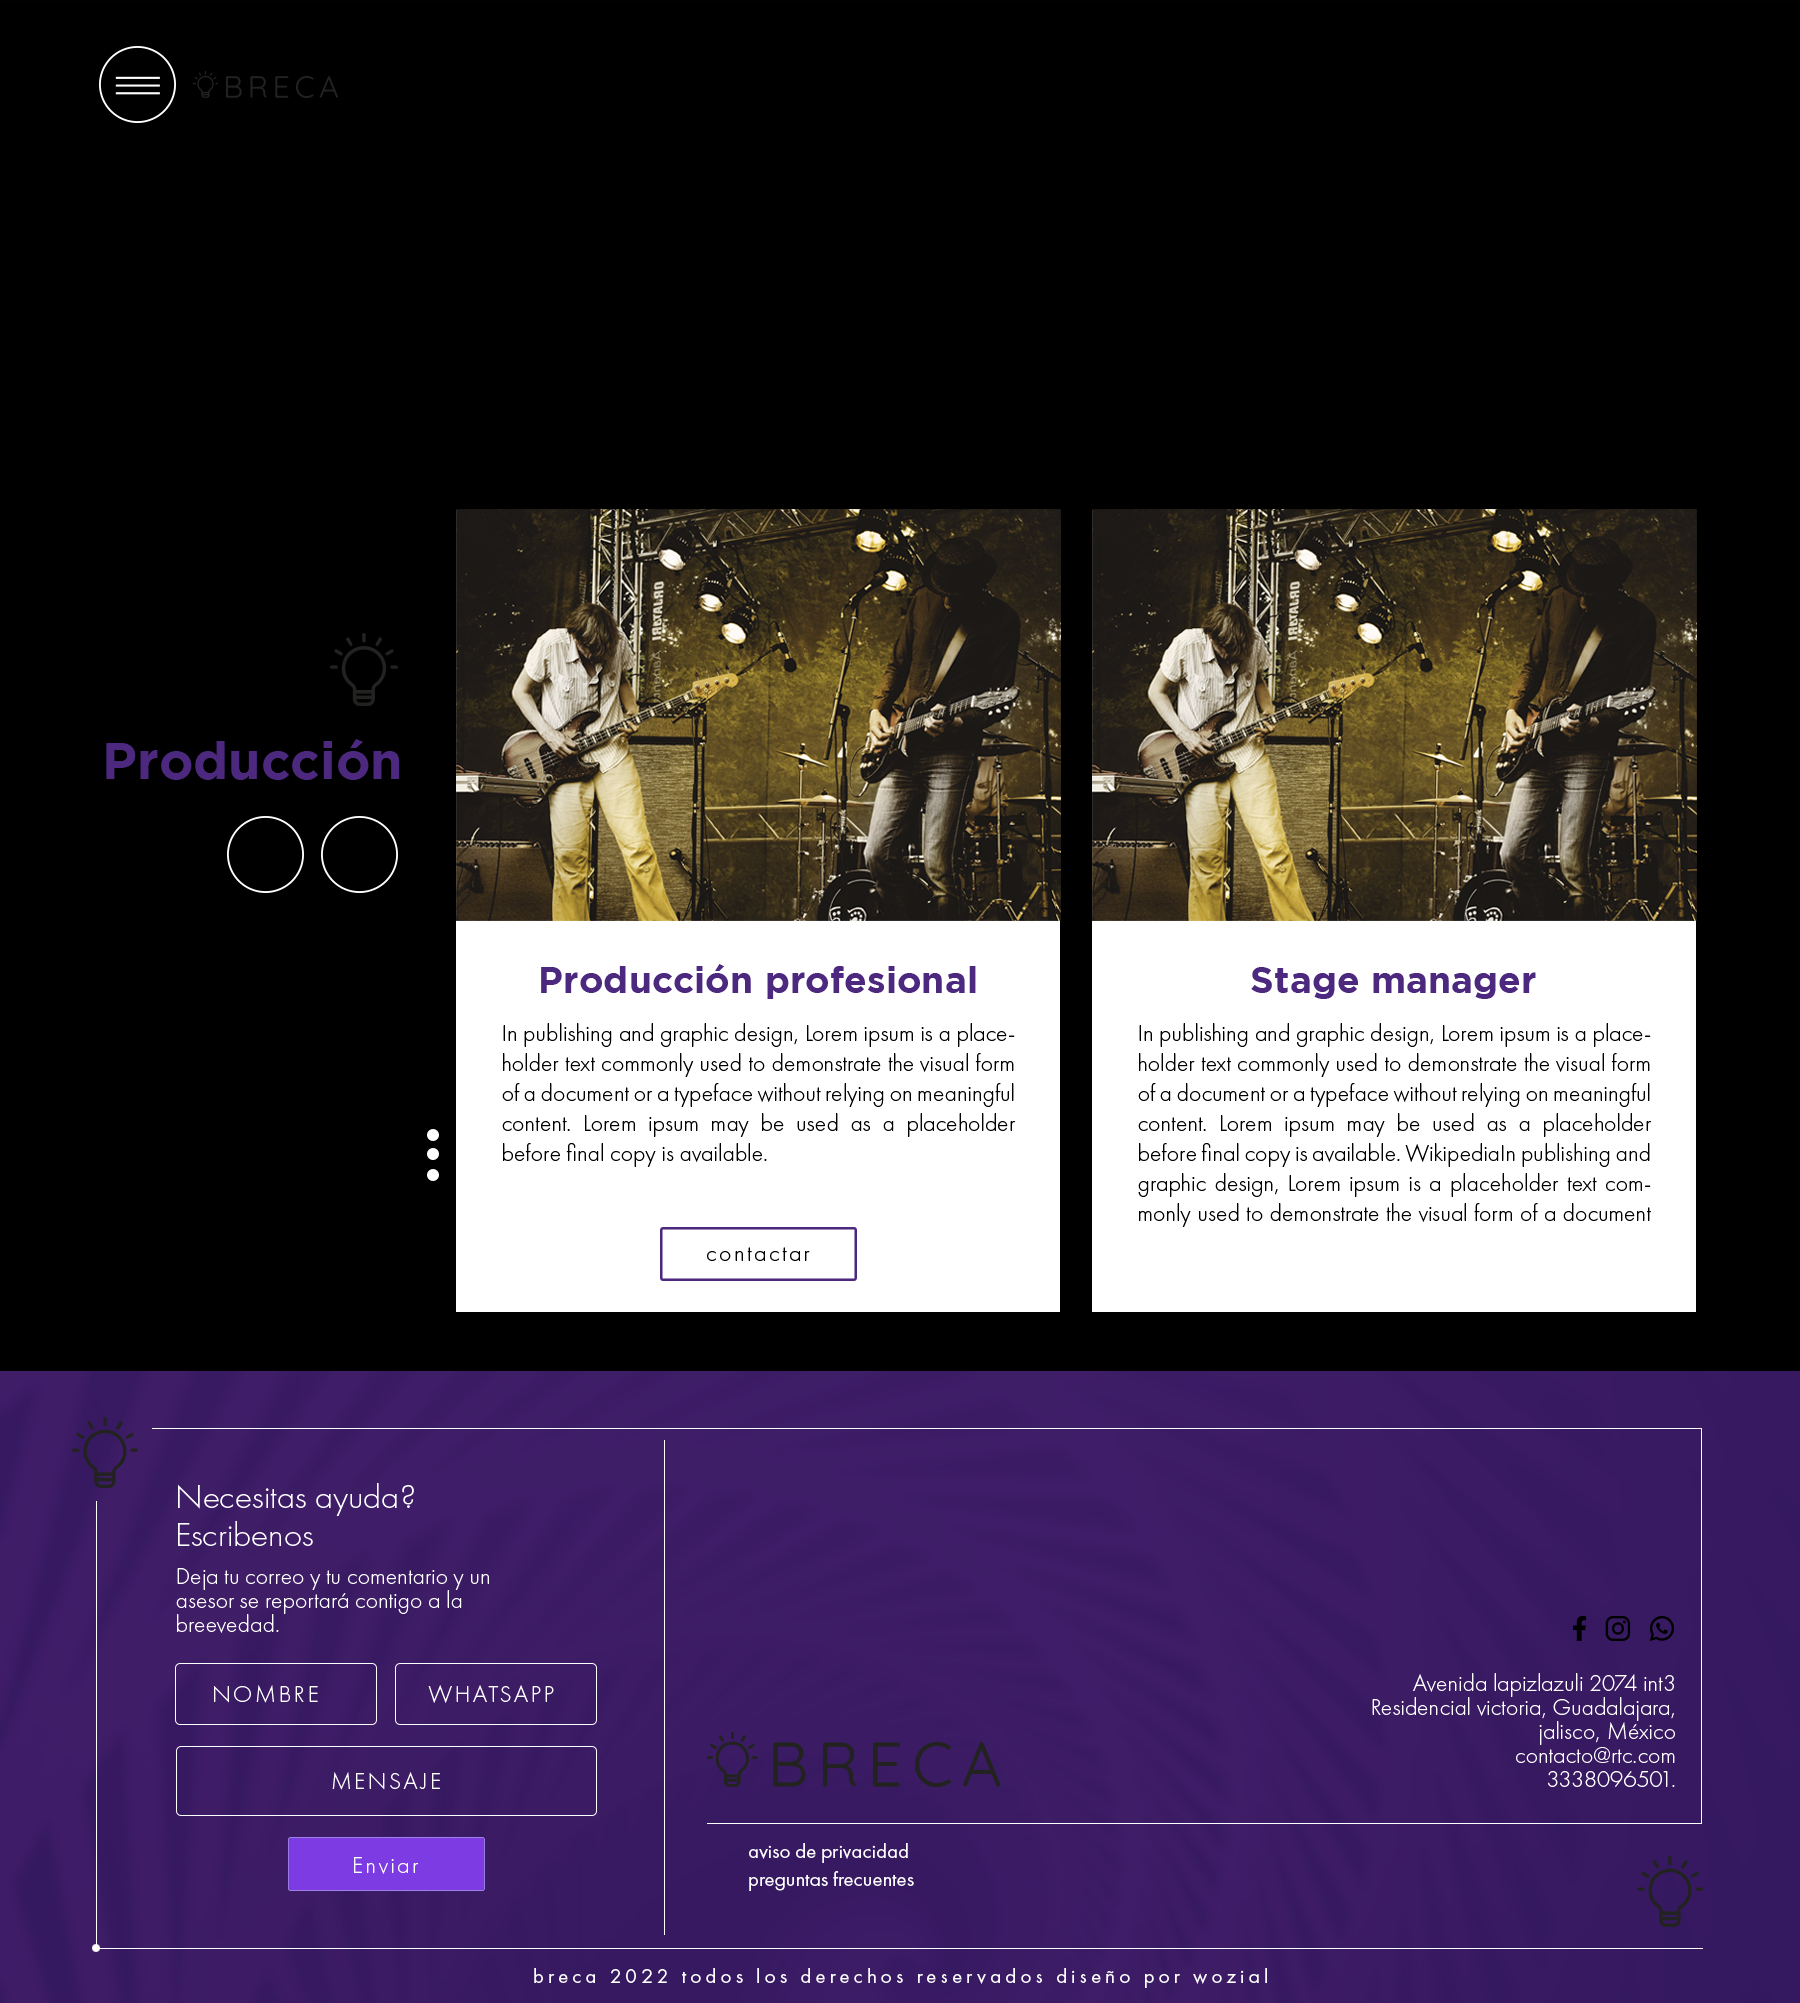 BRECA
Producción
Producción profesional
In publishing and graphic design, Lorem ipsum is a place-
holder text commonly used to demonstrate the visual form
of a document or a typeface without relying on meaningful
content. Lorem ipsum may be used as a placeholder
before final copy is available.
contactar
Stage manager
In publishing and graphic design, Lorem ipsum is a place-
holder text commonly used to demonstrate the visual form
of a document or a typeface without relying on meaningful
content. Lorem ipsum may be used as a placeholder
before final copy is available. WikipediaIn publishing and
graphic design, Lorem ipsum is a placeholder text com-
monly used to demonstrate the visual form of a document
Necesitas ayuda?
Escribenos
Deja tu correo y tu comentario y un
asesor se reportará contigo a la
breevedad.
NOMBRE
WHATSAPP
MENSAJE
Enviar
BRECA
Avenida lapizlazuli 2074 int3
Residencial victoria, Guadalajara,
jalisco, México
contacto@rtc.com
3338096501.
aviso de privacidad
preguntas frecuentes
breca 2022 todos los derechos reservados diseño por wozial